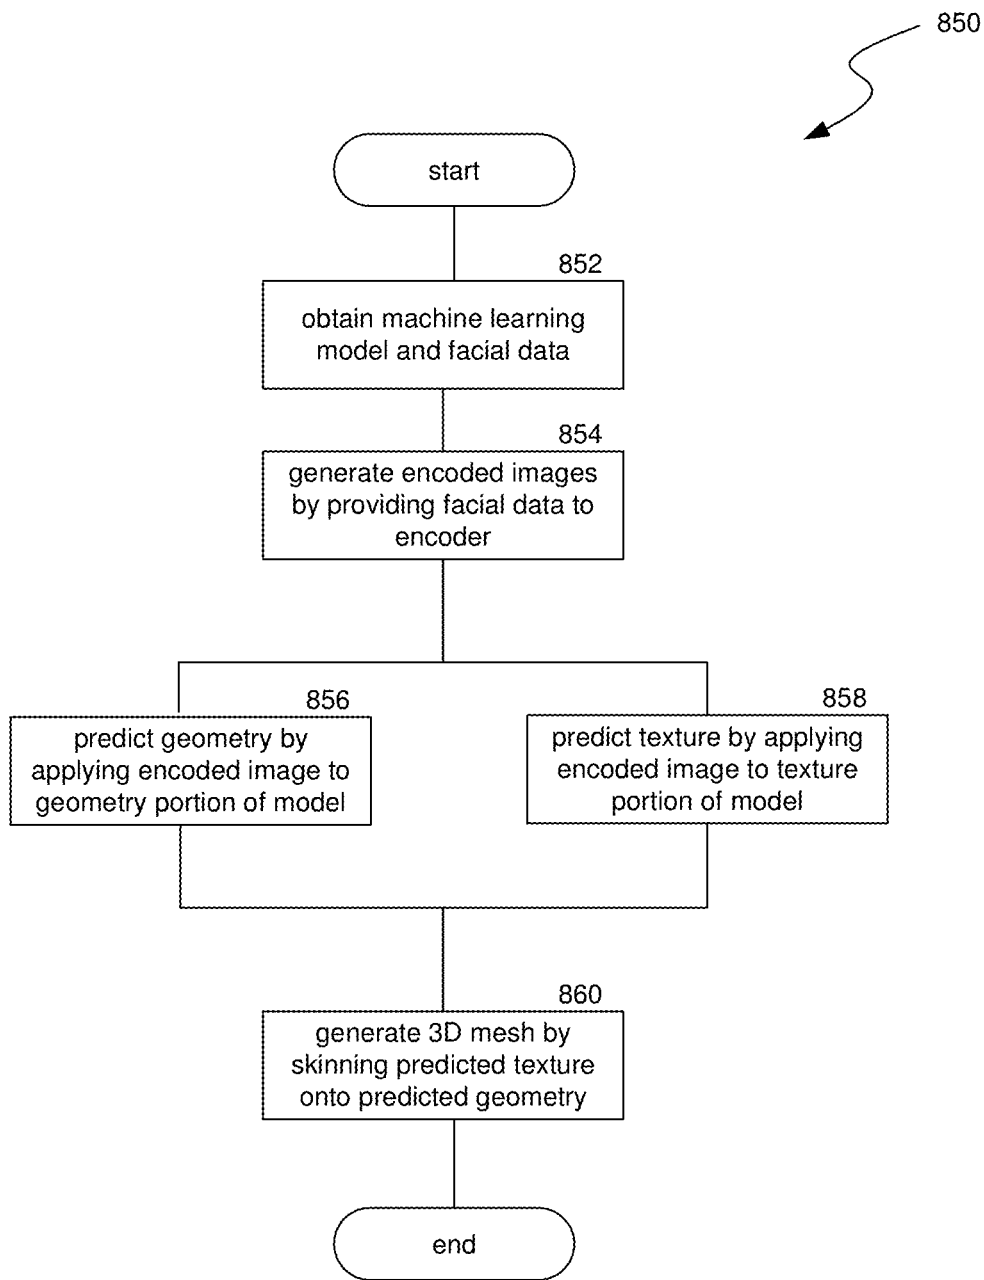 850
start
852
obtain machine learning
model and facial data
854
generate encoded images
by providing facial data to
encoder
856
predict geometry by
applying encoded image to
geometry portion of model
858
predict texture by applying
encoded image to texture
portion of model
860
generate 3D mesh by
skinning predicted texture
onto predicted geometry
end